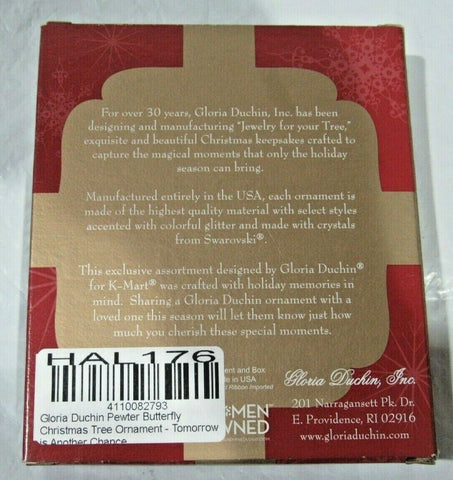 For over 30 years, Gloria Duchin, Inc. has been
designing and manufacturing "Jewelry for your Tree,"
exquisite and beautiful Christmas keepsakes crafted to
capture the magical moments that only the holiday
season can bring.
Manufactured entirely in the USA, each ornament is
made of the highest quality material with select styles
accented with colorful glitter and made with crystals
from Swarovski®.
This exclusive assortment designed by Gloria Duchin®
for K-Mart® was crafted with holiday memories in
mind. Sharing a Gloria Duchin ornament with a
loved one this season will let them know just how
much you cherish these special moments.
HAL176
4110082793
Gloria Duchin Pewter Butterfly
Christmas Tree Ornament - Tomorrow
is Another Chance
ent and Box
de in USA
t Ribbon Imported
MEN
WNED
Gloria Duchin, Inc.
201 Narragansett Pk. Dr.
E. Providence, RI 02916
www.gloriaduchin.com